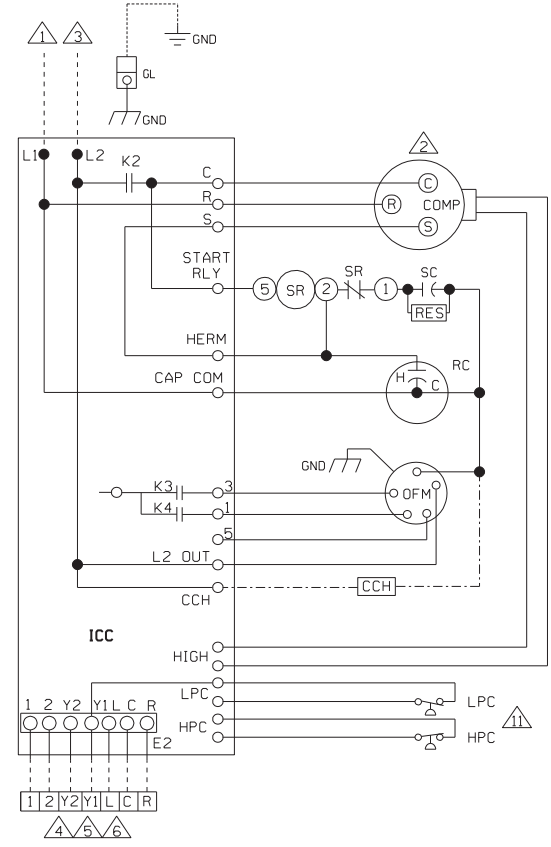 1 3
GND
GL
GND
L1 L2
K2
2
C
R
S
C
R COMP
S
START
RLY
5 SR 2 SR 1 SC
RES
HERM
RC
H C
CAP COM
GND
K3 3
OFM
K4 1
5
L2 OUT
CCH
CCH
ICC
HIGH
LPC
LPC
11
HPC
HPC
1 2 Y2 Y1 L C R
E2
1 2 Y2 Y1 L C R
4 5 6